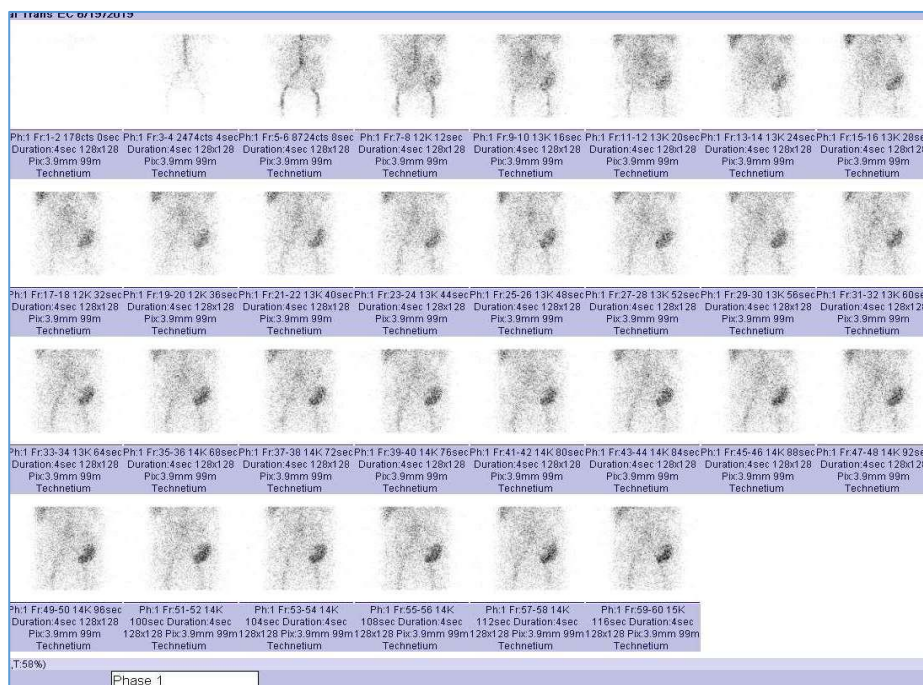 al Trans EC 6/19/2019
Ph:1 Fr:1-2 178cts 0sec Ph:1 Fr:3-4 2474cts 4sec Ph:1 Fr:5-6 8724cts 8sec Ph:1 Fr:7-8 12K 12sec Ph:1 Fr:9-10 13K 16sec Ph:1 Fr:11-12 13K 20sec Ph:1 Fr:13-14 13K 24sec Ph:1 Fr:15-16 13K 28se
Duration:4sec 128x128 Duration:4sec 128x128 Duration:4sec 128x128 Duration:4sec 128x128 Duration:4sec 128x128 Duration:4sec 128x128 Duration:4sec 128x128 Duration:4sec 128x128
Pix:3.9mm 99m Pix:3.9mm 99m Pix:3.9mm 99m Pix:3.9mm 99m Pix:3.9mm 99m Pix:3.9mm 99m Pix:3.9mm 99m Pix:3.9mm 99m
Technetium Technetium Technetium Technetium Technetium Technetium Technetium Technetium
Ph:1 Fr:17-18 12K 32sec Ph:1 Fr:19-20 12K 36sec Ph:1 Fr:21-22 13K 40sec Ph:1 Fr:23-24 13K 44sec Ph:1 Fr:25-26 13K 48sec Ph:1 Fr:27-28 13K 52sec Ph:1 Fr:29-30 13K 56sec Ph:1 Fr:31-32 13K 60se
Duration:4sec 128x128 Duration:4sec 128x128 Duration:4sec 128x128 Duration:4sec 128x128 Duration:4sec 128x128 Duration:4sec 128x128 Duration:4sec 128x128 Duration:4sec 128x128
Pix:3.9mm 99m Pix:3.9mm 99m Pix:3.9mm 99m Pix:3.9mm 99m Pix:3.9mm 99m Pix:3.9mm 99m Pix:3.9mm 99m Pix:3.9mm 99m
Technetium Technetium Technetium Technetium Technetium Technetium Technetium Technetium
Ph:1 Fr:33-34 13K 64sec Ph:1 Fr:35-36 14K 68sec Ph:1 Fr:37-38 14K 72sec Ph:1 Fr:39-40 14K 76sec Ph:1 Fr:41-42 14K 80sec Ph:1 Fr:43-44 14K 84sec Ph:1 Fr:45-46 14K 88sec Ph:1 Fr:47-48 14K 92se
Duration:4sec 128x128 Duration:4sec 128x128 Duration:4sec 128x128 Duration:4sec 128x128 Duration:4sec 128x128 Duration:4sec 128x128 Duration:4sec 128x128 Duration:4sec 128x128
Pix:3.9mm 99m Pix:3.9mm 99m Pix:3.9mm 99m Pix:3.9mm 99m Pix:3.9mm 99m Pix:3.9mm 99m Pix:3.9mm 99m Pix:3.9mm 99m
Technetium Technetium Technetium Technetium Technetium Technetium Technetium Technetium
Ph:1 Fr:49-50 14K 96sec Ph:1 Fr:51-52 14K Ph:1 Fr:53-54 14K Ph:1 Fr:55-56 14K Ph:1 Fr:57-58 14K Ph:1 Fr:59-60 15K
Duration:4sec 128x128 100sec Duration:4sec 104sec Duration:4sec 108sec Duration:4sec 112sec Duration:4sec 116sec Duration:4sec
Pix:3.9mm 99m 128x128 Pix:3.9mm 99m 128x128 Pix:3.9mm 99m 128x128 Pix:3.9mm 99m 128x128 Pix:3.9mm 99m 128x128 Pix:3.9mm 99m
Technetium Technetium Technetium Technetium Technetium Technetium
,T:58%)
Phase 1